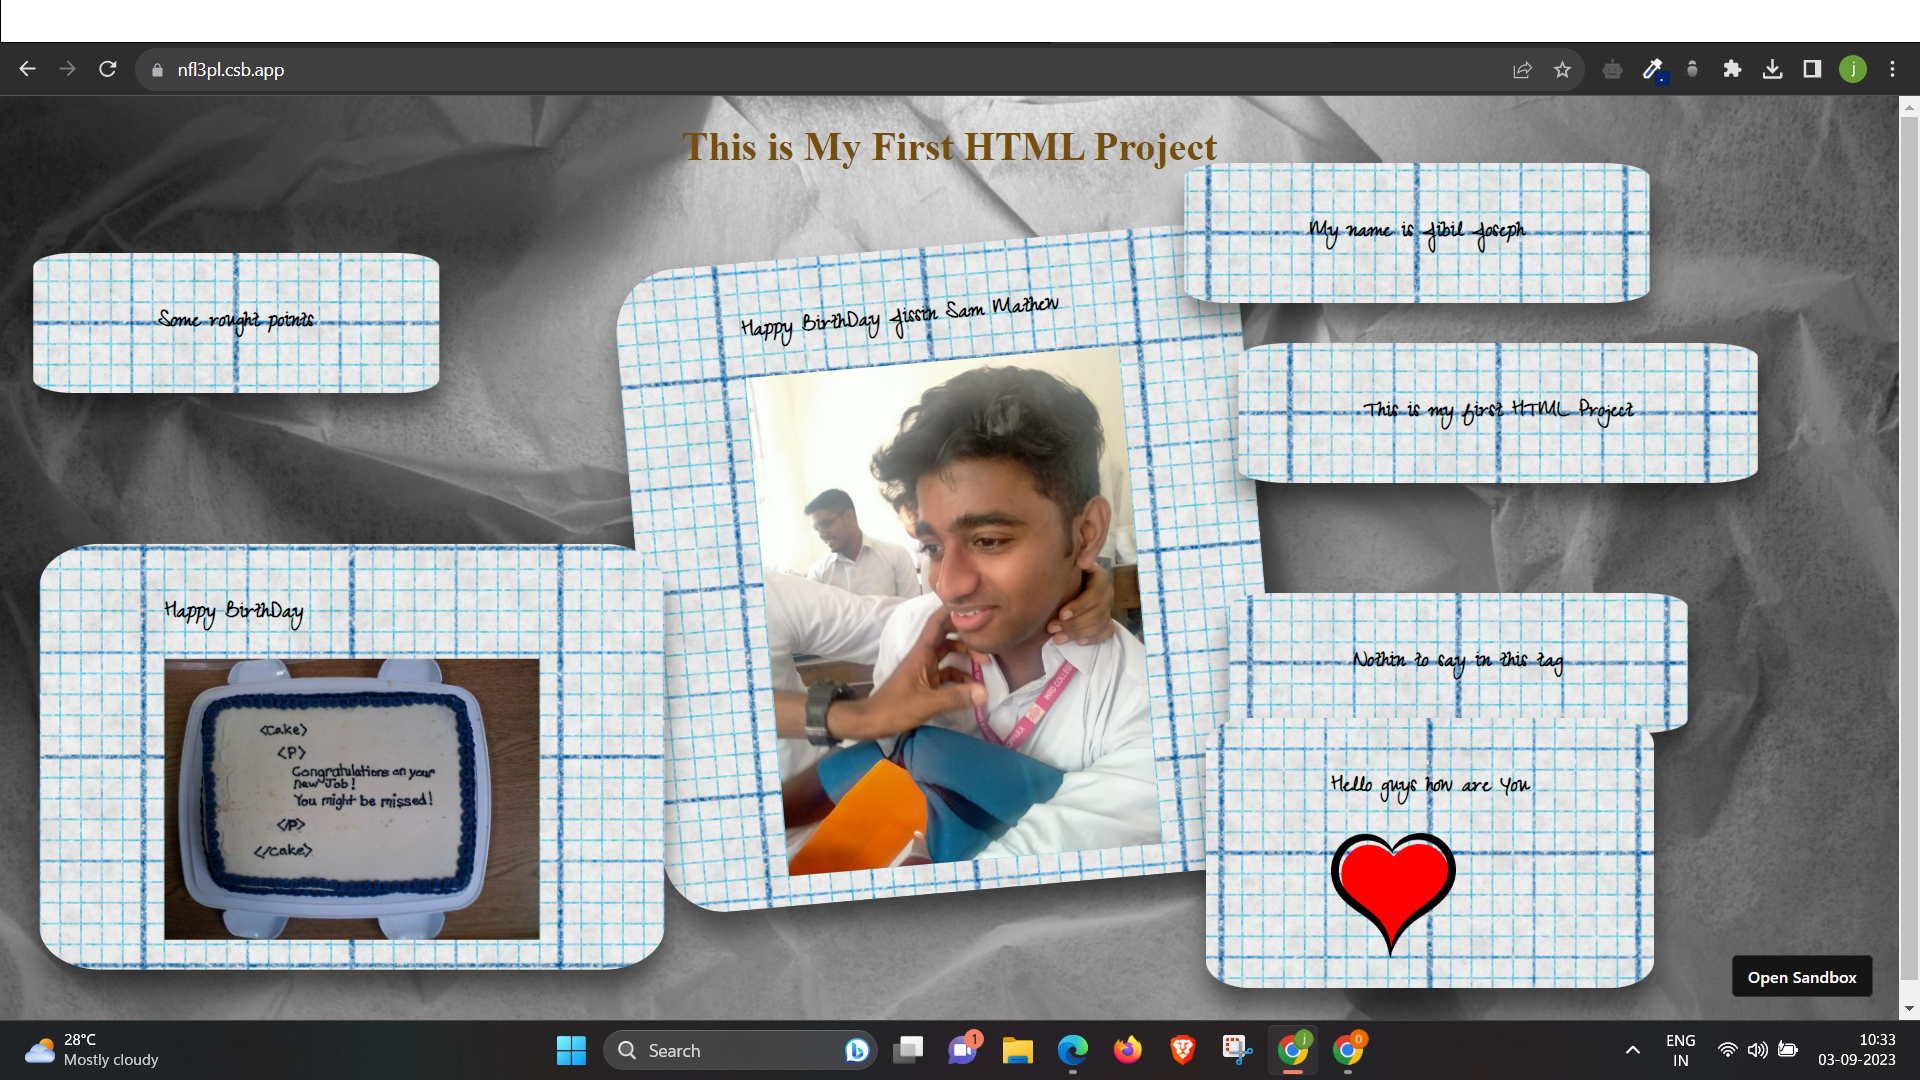 nfl3pl.csb.app
j
This is My First HTML Project
My name is Jibil Joseph
Some rought points
Happy BirthDay Jissin Sam Mathew
This is my first HTML Project
Happy BirthDay
<Cake>
<P>
Congratulations on your
new Job!
You might be missed!
</P>
</Cake>
IHRD COLLEGE
Nothin to say in this tag
Hello guys how are You
Open Sandbox
28°C
Mostly cloudy
Search
1
j
D
ENG
IN
10:33
03-09-2023